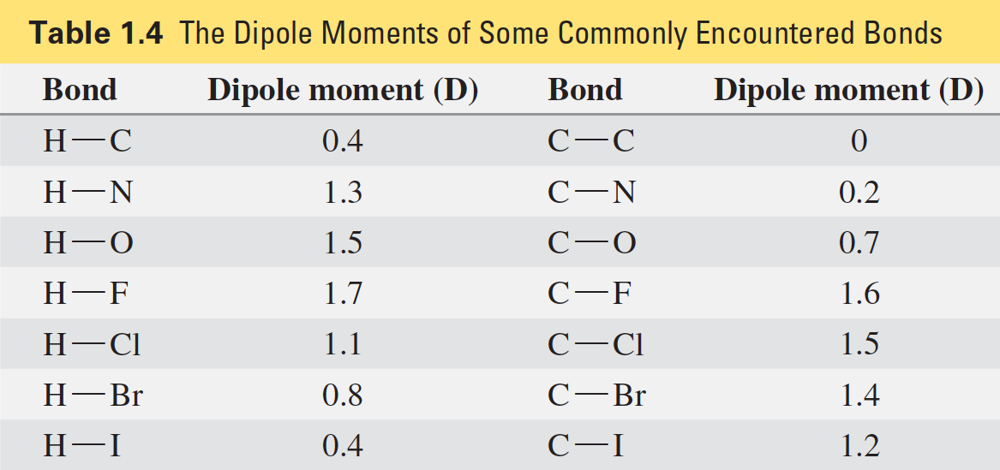 Table 1.4 The Dipole Moments of Some Commonly Encountered Bonds
Bond Dipole moment (D) Bond Dipole moment (D)
H—C 0.4 C—C 0
H—N 1.3 C—N 0.2
H—O 1.5 C—O 0.7
H—F 1.7 C—F 1.6
H—Cl 1.1 C—Cl 1.5
H—Br 0.8 C—Br 1.4
H—I 0.4 C—I 1.2